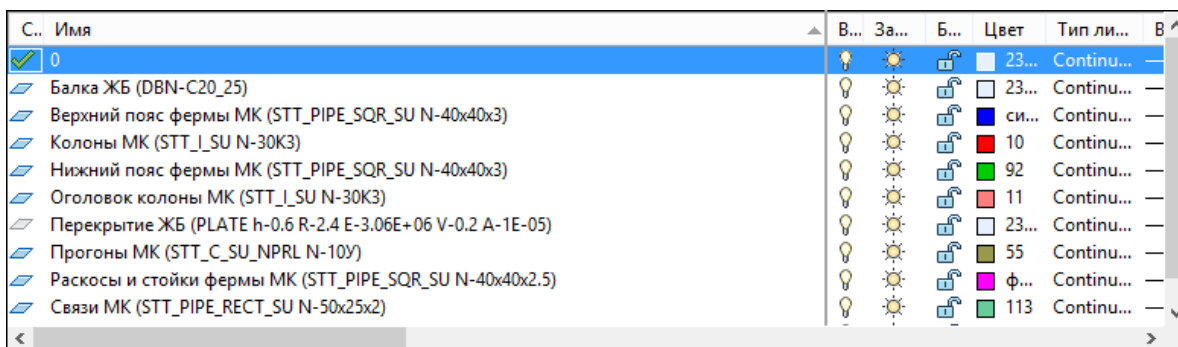 С.. Имя В... За... Б... Цвет Тип ли... В
0 23... Continu...
Балка ЖБ (DBN-C20_25) 23... Continu...
Верхний пояс фермы МК (STT_PIPE_SQR_SU N-40x40x3) си... Continu...
Колоны МК (STT_I_SU N-30K3) 10 Continu...
Нижний пояс фермы МК (STT_PIPE_SQR_SU N-40x40x3) 92 Continu...
Оголовок колоны МК (STT_I_SU N-30K3) 11 Continu...
Перекрытие ЖБ (PLATE h-0.6 R-2.4 E-3.06E+06 V-0.2 A-1E-05) 23... Continu...
Прогоны МК (STT_C_SU_NPRL N-10У) 55 Continu...
Раскосы и стойки фермы МК (STT_PIPE_SQR_SU N-40x40x2.5) ф... Continu...
Связи МК (STT_PIPE_RECT_SU N-50x25x2) 113 Continu...